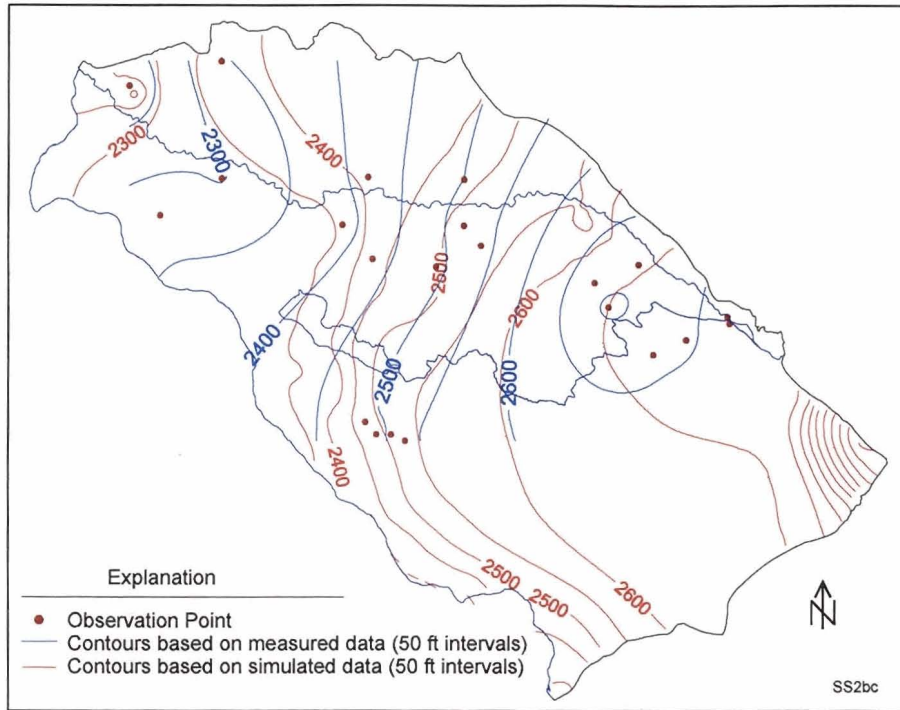 2300
2300
2400
2500
2600
2600
2400
2500
2600
2400
2500
2500
2600
Explanation
Observation Point
Contours based on measured data (50 ft intervals)
Contours based on simulated data (50 ft intervals)
N
SS2bc